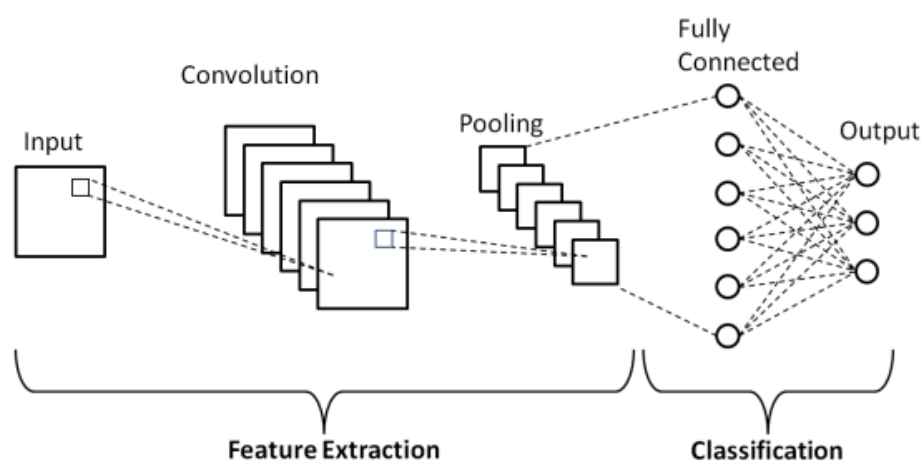 Input
Convolution
Pooling
Fully
Connected
Output
Feature Extraction
Classification